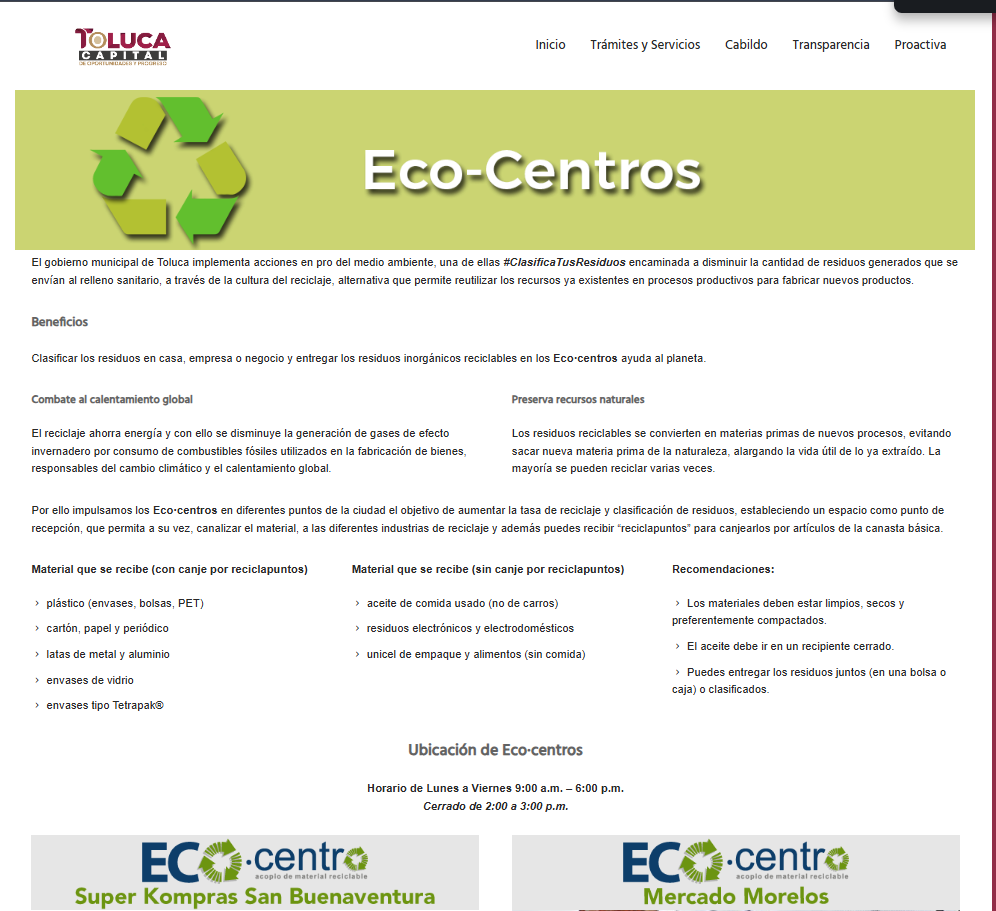 TOLUCA
CAPITAL
DE OPORTUNIDADES Y PROGRESO
Inicio Trámites y Servicios Cabildo Transparencia Proactiva
Eco-Centros
El gobierno municipal de Toluca implementa acciones en pro del medio ambiente, una de ellas #ClasificaTusResiduos encaminada a disminuir la cantidad de residuos generados que se
envían al relleno sanitario, a través de la cultura del reciclaje, alternativa que permite reutilizar los recursos ya existentes en procesos productivos para fabricar nuevos productos.
Beneficios
Clasificar los residuos en casa, empresa o negocio y entregar los residuos inorgánicos reciclables en los Eco·centros ayuda al planeta.
Combate al calentamiento global
El reciclaje ahorra energía y con ello se disminuye la generación de gases de efecto
invernadero por consumo de combustibles fósiles utilizados en la fabricación de bienes,
responsables del cambio climático y el calentamiento global.
Preserva recursos naturales
Los residuos reciclables se convierten en materias primas de nuevos procesos, evitando
sacar nueva materia prima de la naturaleza, alargando la vida útil de lo ya extraído. La
mayoría se pueden reciclar varias veces.
Por ello impulsamos los Eco·centros en diferentes puntos de la ciudad el objetivo de aumentar la tasa de reciclaje y clasificación de residuos, estableciendo un espacio como punto de
recepción, que permita a su vez, canalizar el material, a las diferentes industrias de reciclaje y además puedes recibir “reciclapuntos” para canjearlos por artículos de la canasta básica.
Material que se recibe (con canje por reciclapuntos)
› plástico (envases, bolsas, PET)
› cartón, papel y periódico
› latas de metal y aluminio
› envases de vidrio
› envases tipo Tetrapak®
Material que se recibe (sin canje por reciclapuntos)
› aceite de comida usado (no de carros)
› residuos electrónicos y electrodomésticos
› unicel de empaque y alimentos (sin comida)
Recomendaciones:
› Los materiales deben estar limpios, secos y
preferentemente compactados.
› El aceite debe ir en un recipiente cerrado.
› Puedes entregar los residuos juntos (en una bolsa o
caja) o clasificados.
Ubicación de Eco·centros
Horario de Lunes a Viernes 9:00 a.m. – 6:00 p.m.
Cerrado de 2:00 a 3:00 p.m.
ECO·centro
acopio de material reciclable
Super Kompras San Buenaventura
ECO·centro
acopio de material reciclable
Mercado Morelos